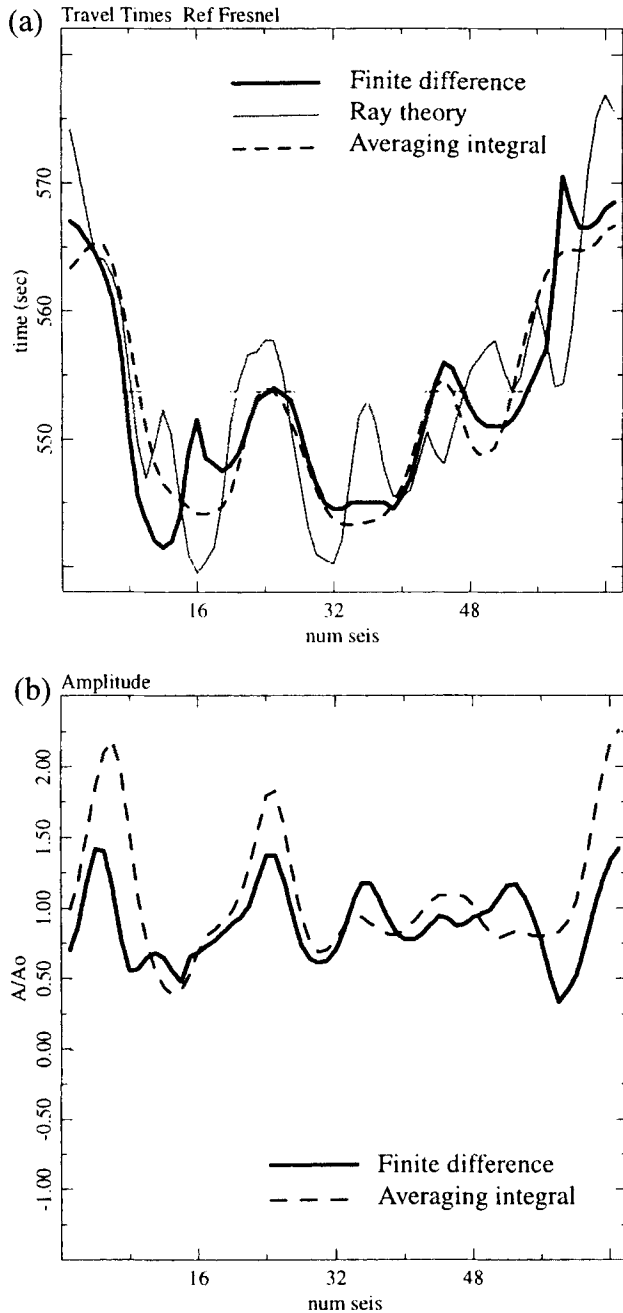 (a) Travel Times Ref Fresnel
Finite difference
Ray theory
Averaging integral
570
560
550
time (sec)
16 32 48
num seis
(b) Amplitude
2.00
1.50
1.00
0.50
0.00
-0.50
-1.00
A/Ao
Finite difference
Averaging integral
16 32 48
num seis